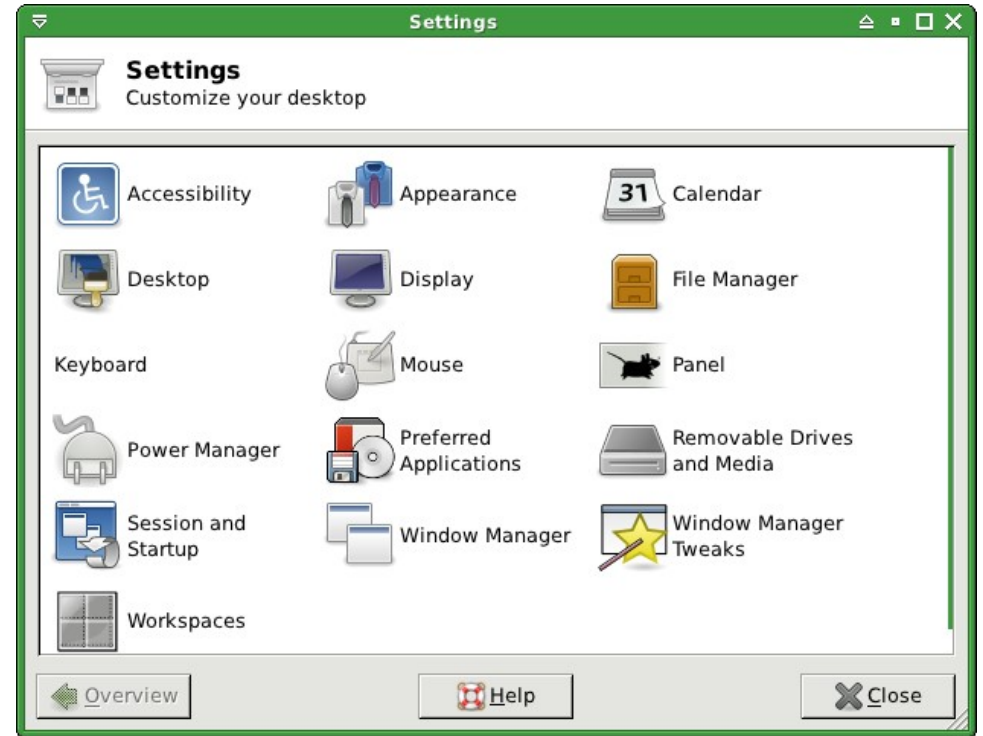 Settings
Settings
Customize your desktop
Accessibility
Appearance
31
Calendar
Desktop
Display
File Manager
Keyboard
Mouse
Panel
Power Manager
Preferred
Applications
Removable Drives
and Media
Session and
Startup
Window Manager
Window Manager
Tweaks
Workspaces
Overview
Help
Close